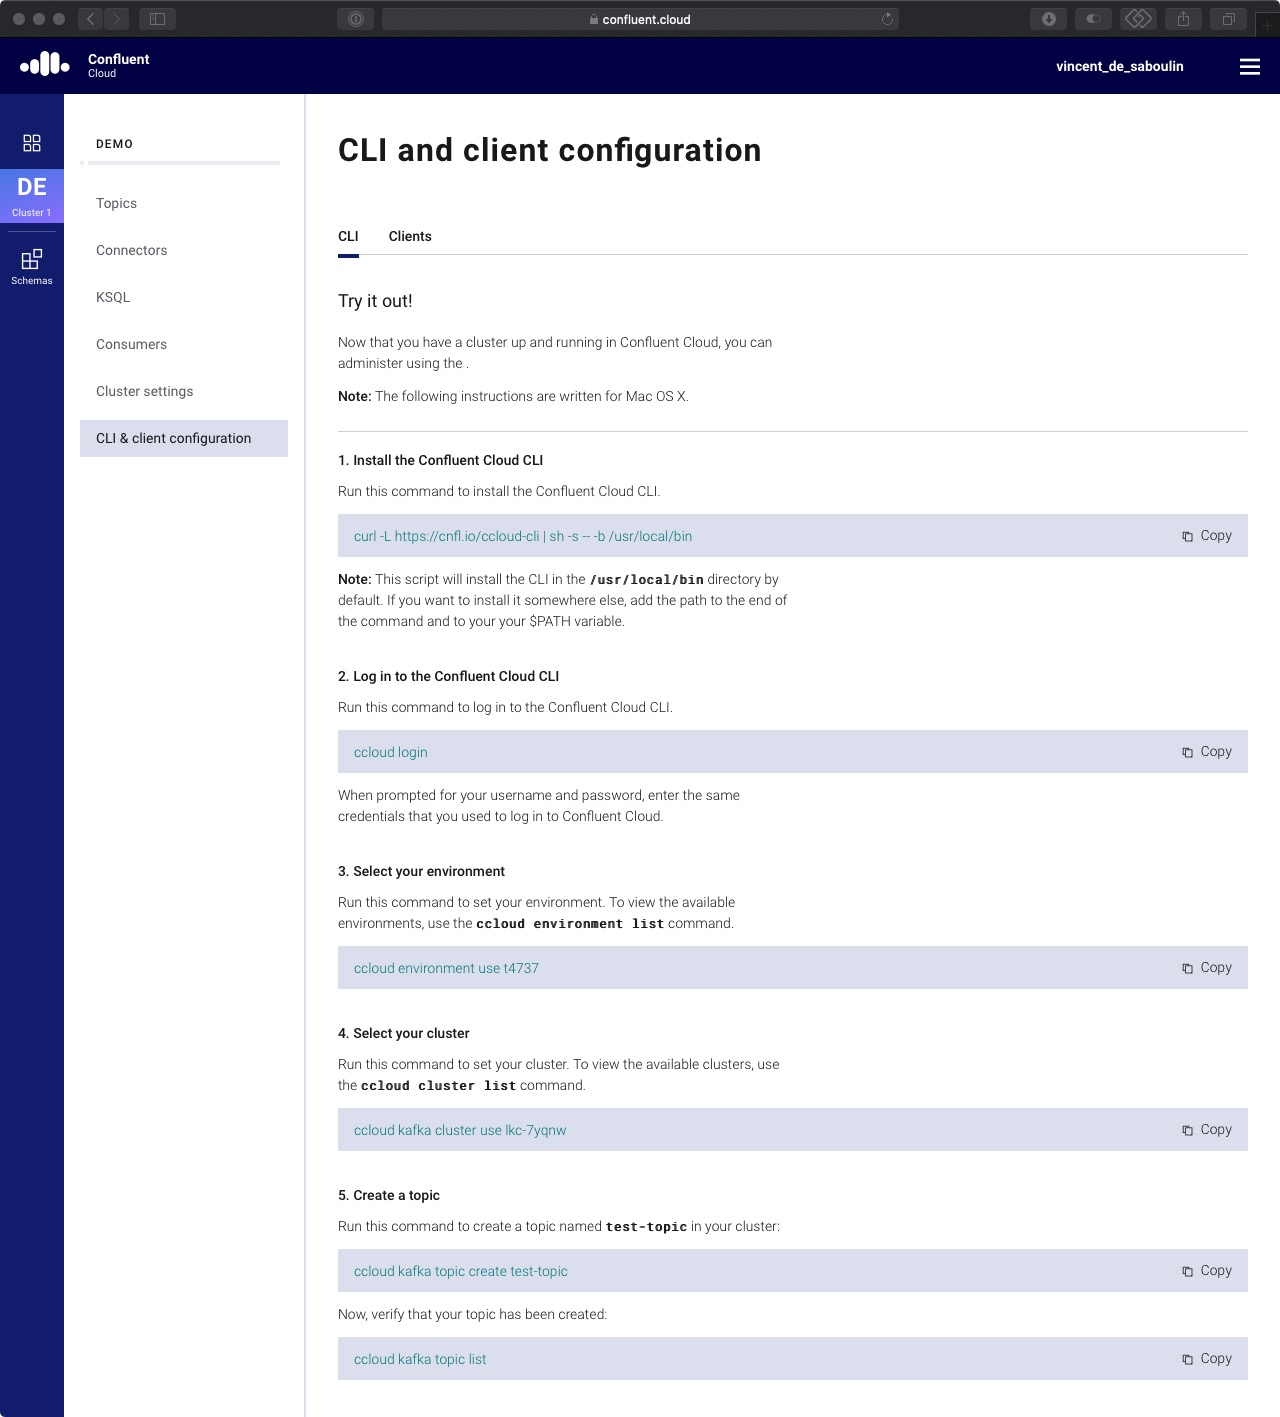 confluent.cloud
Confluent
Cloud
vincent_de_saboulin
DE
Cluster 1
Schemas
DEMO
Topics
Connectors
KSQL
Consumers
Cluster settings
CLI & client configuration
CLI and client configuration
CLI Clients
Try it out!
Now that you have a cluster up and running in Confluent Cloud, you can
administer using the .
Note: The following instructions are written for Mac OS X.
1. Install the Confluent Cloud CLI
Run this command to install the Confluent Cloud CLI.
curl -L https://cnfl.io/ccloud-cli | sh -s -- -b /usr/local/bin Copy
Note: This script will install the CLI in the /usr/local/bin directory by
default. If you want to install it somewhere else, add the path to the end of
the command and to your your $PATH variable.
2. Log in to the Confluent Cloud CLI
Run this command to log in to the Confluent Cloud CLI.
ccloud login Copy
When prompted for your username and password, enter the same
credentials that you used to log in to Confluent Cloud.
3. Select your environment
Run this command to set your environment. To view the available
environments, use the ccloud environment list command.
ccloud environment use t4737 Copy
4. Select your cluster
Run this command to set your cluster. To view the available clusters, use
the ccloud cluster list command.
ccloud kafka cluster use lkc-7yqnw Copy
5. Create a topic
Run this command to create a topic named test-topic in your cluster:
ccloud kafka topic create test-topic Copy
Now, verify that your topic has been created:
ccloud kafka topic list Copy